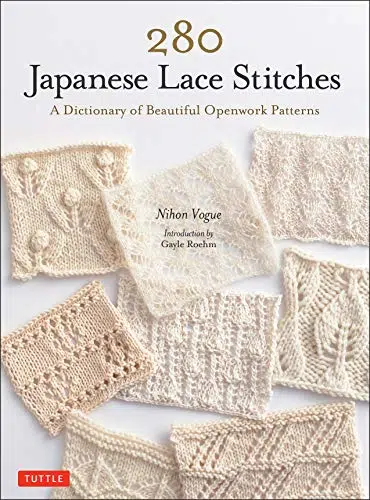 280
Japanese Lace Stitches
A Dictionary of Beautiful Openwork Patterns
Nihon Vogue
Introduction by
Gayle Roehm
TUTTLE